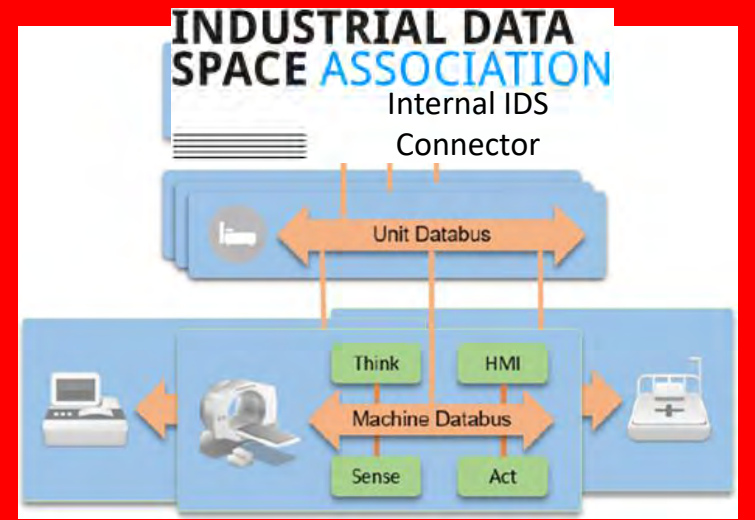 INDUSTRIAL DATA
SPACE ASSOCIATION
Internal IDS
Connector
Unit Databus
Think
HMI
Machine Databus
Sense
Act